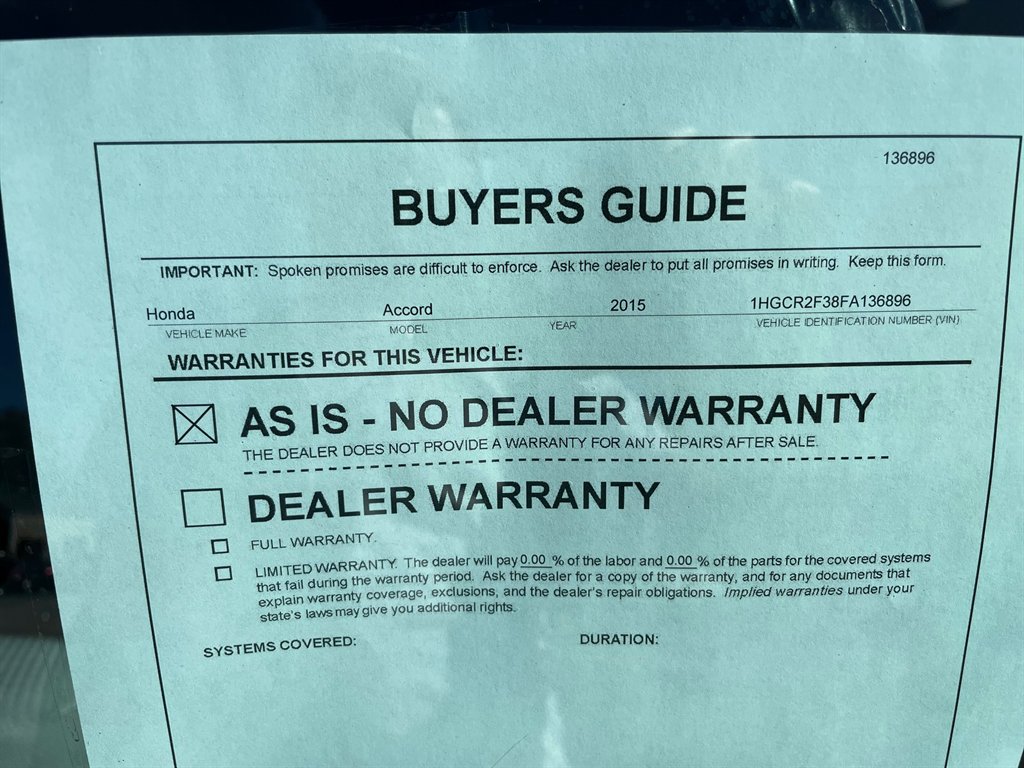 136896
BUYERS GUIDE
IMPORTANT: Spoken promises are difficult to enforce. Ask the dealer to put all promises in writing. Keep this form.
Honda Accord 2015 1HGCR2F38FA136896
VEHICLE MAKE MODEL YEAR VEHICLE IDENTIFICATION NUMBER (VIN)
WARRANTIES FOR THIS VEHICLE:
AS IS - NO DEALER WARRANTY
THE DEALER DOES NOT PROVIDE A WARRANTY FOR ANY REPAIRS AFTER SALE.
DEALER WARRANTY
FULL WARRANTY.
LIMITED WARRANTY. The dealer will pay 0.00 % of the labor and 0.00 % of the parts for the covered systems
that fail during the warranty period. Ask the dealer for a copy of the warranty, and for any documents that
explain warranty coverage, exclusions, and the dealer's repair obligations. Implied warranties under your
state's laws may give you additional rights.
SYSTEMS COVERED: DURATION: